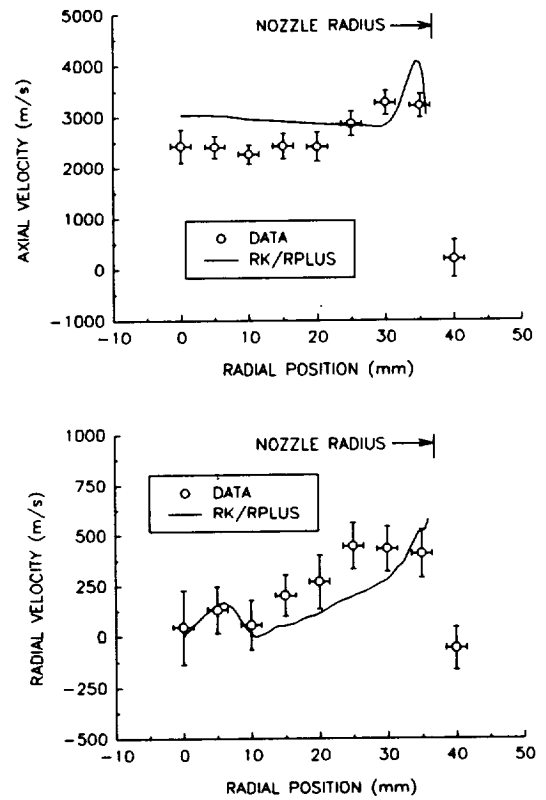 NOZZLE RADIUS
5000
4000
3000
2000
1000
0
-1000
AXIAL VELOCITY (m/s)
DATA
RK/RPLUS
-10 0 10 20 30 40 50
RADIAL POSITION (mm)
NOZZLE RADIUS
1000
750
500
250
0
-250
-500
RADIAL VELOCITY (m/s)
DATA
RK/RPLUS
-10 0 10 20 30 40 50
RADIAL POSITION (mm)